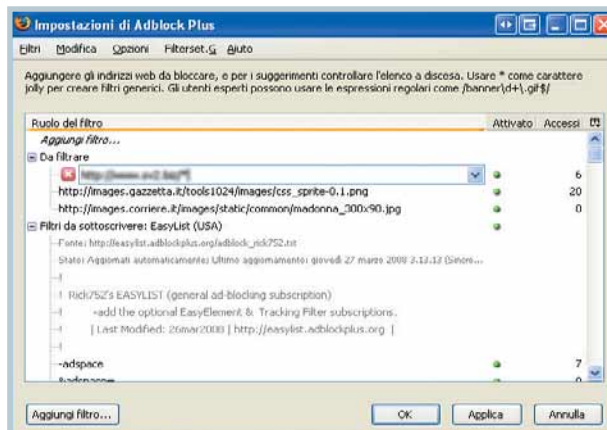 Impostazioni di Adblock Plus
Filtri Modifica Opzioni Filterset.G Aiuto
Aggiungere gli indirizzi web da bloccare, e per i suggerimenti controllare l'elenco a discesa. Usare * come carattere
jolly per creare filtri generici. Gli utenti esperti possono usare le espressioni regolari come /banner\d+\.gif$/
Ruolo del filtro Attivato Accessi
Aggiungi filtro...
Da filtrare
6
http://images.gazzetta.it/tools1024/images/css_sprite-0.1.png 20
http://images.corriere.it/images/static/common/madonna_300x90.jpg 0
Filtri da sottoscrivere: EasyList (USA)
Fonte: http://easylist.adblockplus.org/adblock_rick752.txt
Stato: Aggiornati automaticamente; Ultimo aggiornamento: giovedì 27 marzo 2008 3.13.13 (Sincro...
!
! Rick752's EASYLIST (general ad-blocking subscription)
! -add the optional EasyElement & Tracking Filter subscriptions.
! | Last Modified: 26mar2008 | http://easylist.adblockplus.org |
!
-adspace 7
&adspace= 0
Aggiungi filtro... OK Applica Annulla